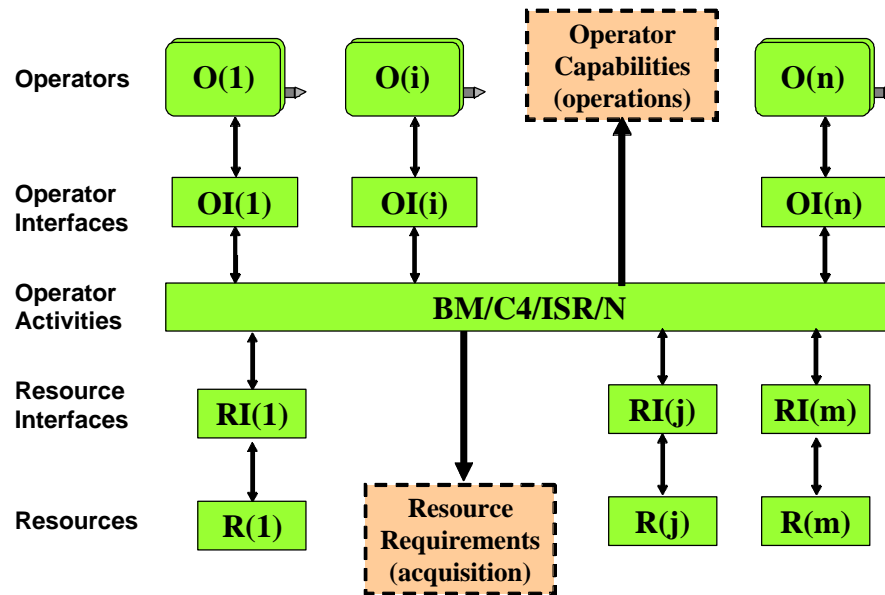 Operators
O(1)
O(i)
Operator
Capabilities
(operations)
O(n)
Operator
Interfaces
OI(1)
OI(i)
OI(n)
Operator
Activities
BM/C4/ISR/N
Resource
Interfaces
RI(1)
RI(j)
RI(m)
Resources
R(1)
Resource
Requirements
(acquisition)
R(j)
R(m)